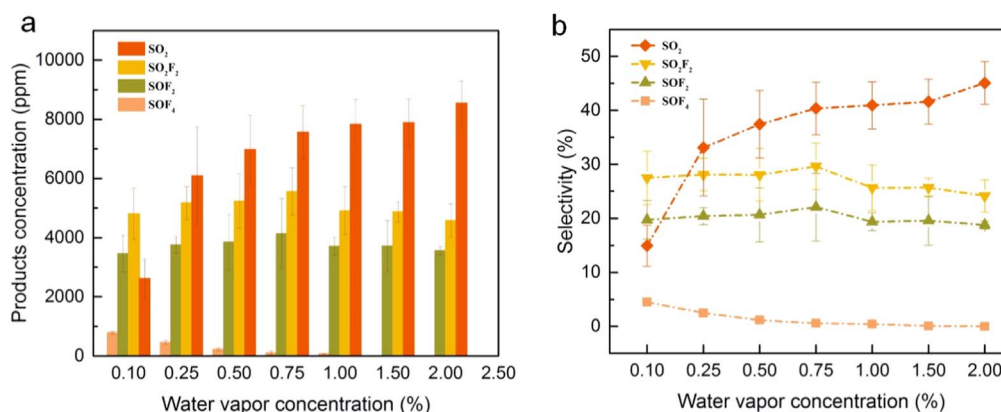 a
Products concentration (ppm)
10000
8000
6000
4000
2000
0
SO₂
SO₂F₂
SOF₂
SOF₄
0.10 0.25 0.50 0.75 1.00 1.50 2.00 2.50
Water vapor concentration (%)
b
Selectivity (%)
50
40
30
20
10
0
SO₂
SO₂F₂
SOF₂
SOF₄
0.10 0.25 0.50 0.75 1.00 1.50 2.00
Water vapor concentration (%)